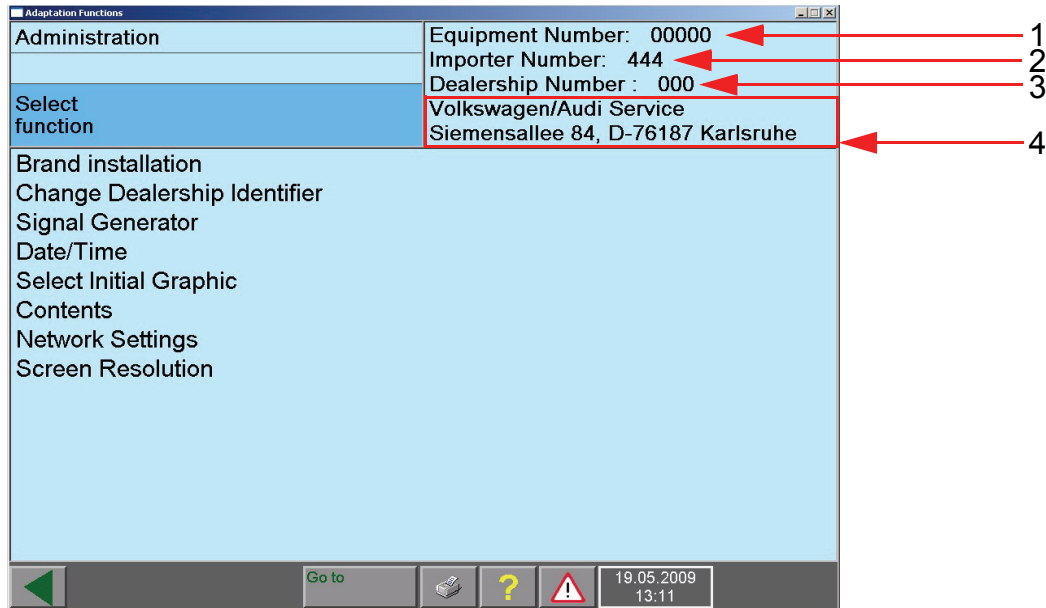 Adaptation Functions
Administration
Equipment Number: 00000
1
Importer Number: 444
2
Dealership Number : 000
3
Select
function
Volkswagen/Audi Service
Siemensallee 84, D-76187 Karlsruhe
4
Brand installation
Change Dealership Identifier
Signal Generator
Date/Time
Select Initial Graphic
Contents
Network Settings
Screen Resolution
Go to
?
!
19.05.2009
13:11